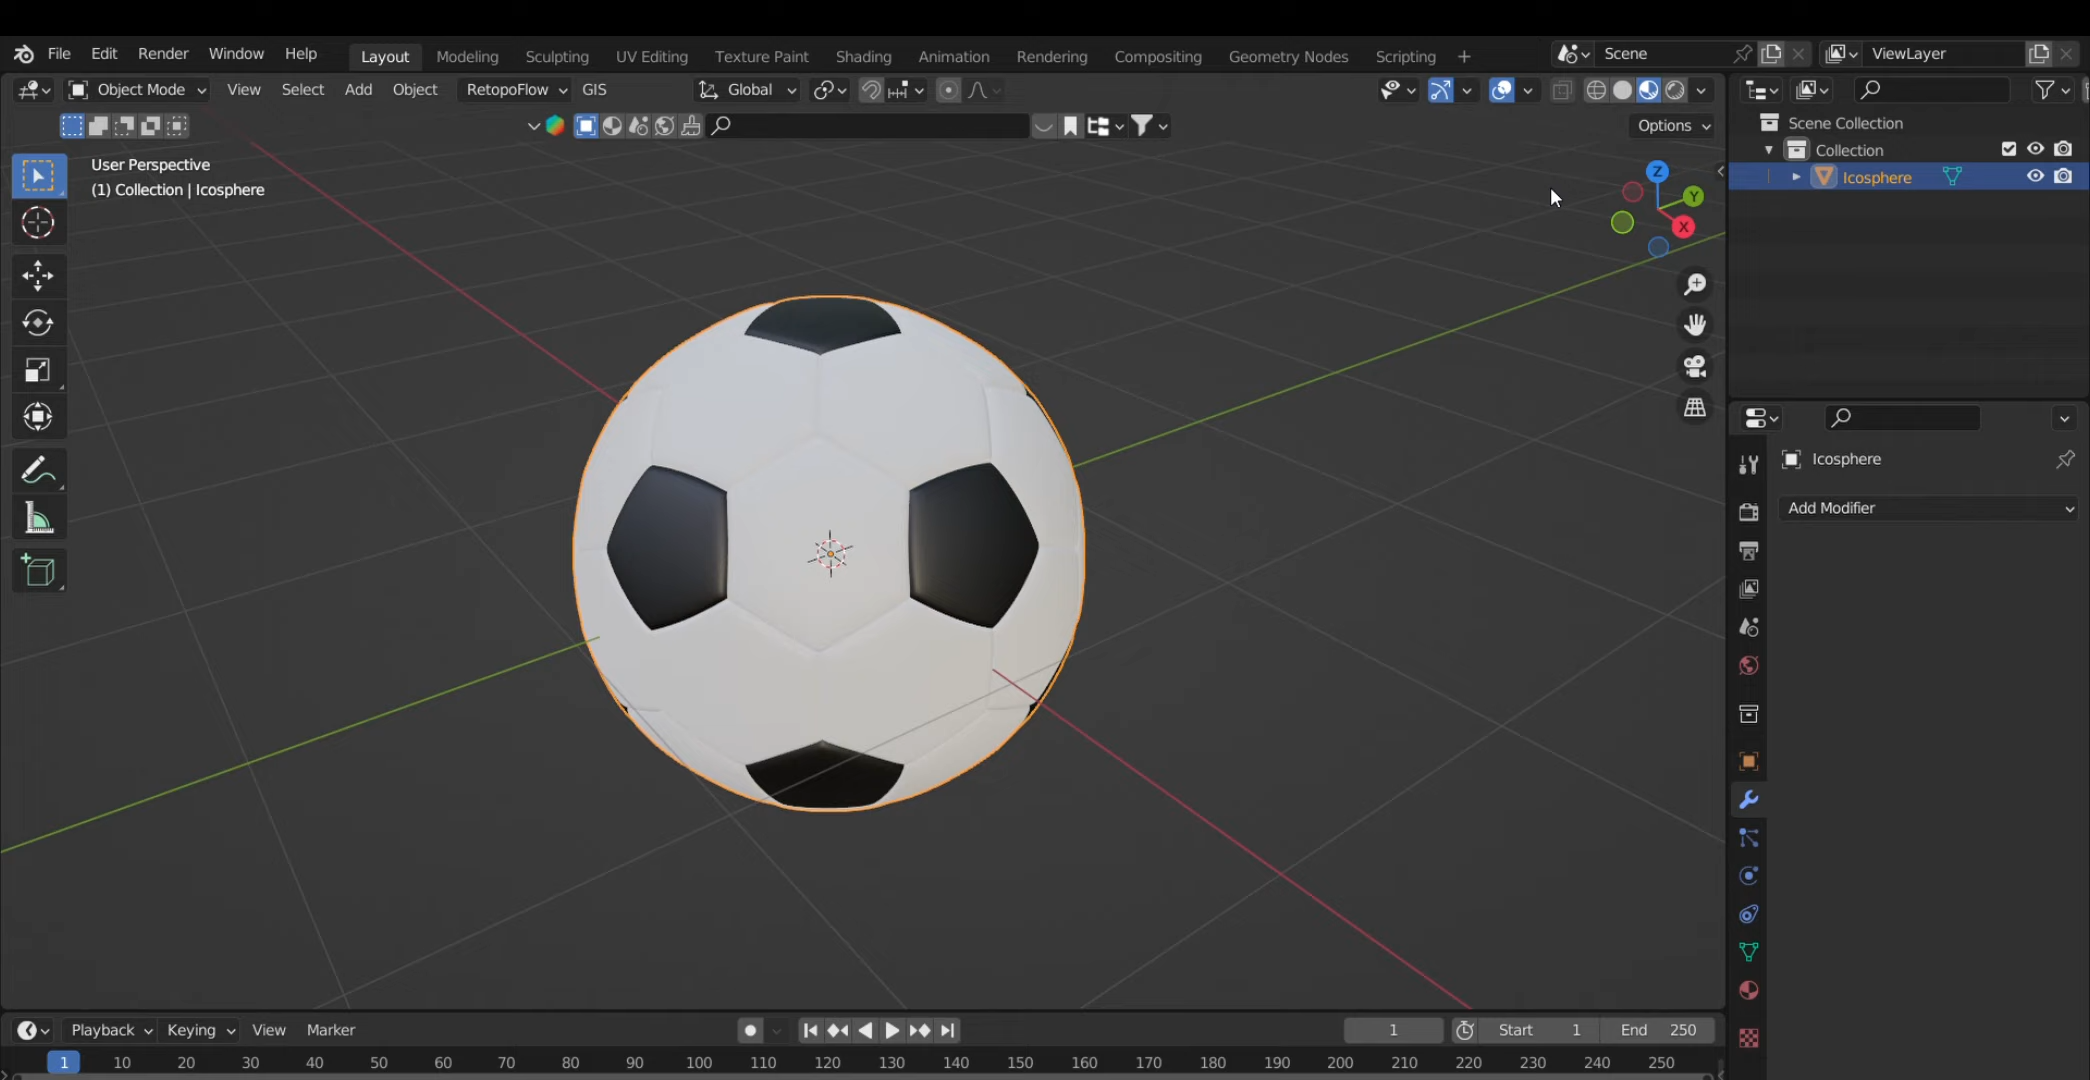 File Edit Render Window Help Layout Modeling Sculpting UV Editing Texture Paint Shading Animation Rendering Compositing Geometry Nodes Scripting + Scene ViewLayer
Object Mode View Select Add Object RetopoFlow GIS Global
Options
User Perspective
(1) Collection | Icosphere
Z
Y
X
Scene Collection
Collection
Icosphere
Icosphere
Add Modifier
Playback Keying View Marker 1 Start 1 End 250
1 10 20 30 40 50 60 70 80 90 100 110 120 130 140 150 160 170 180 190 200 210 220 230 240 250